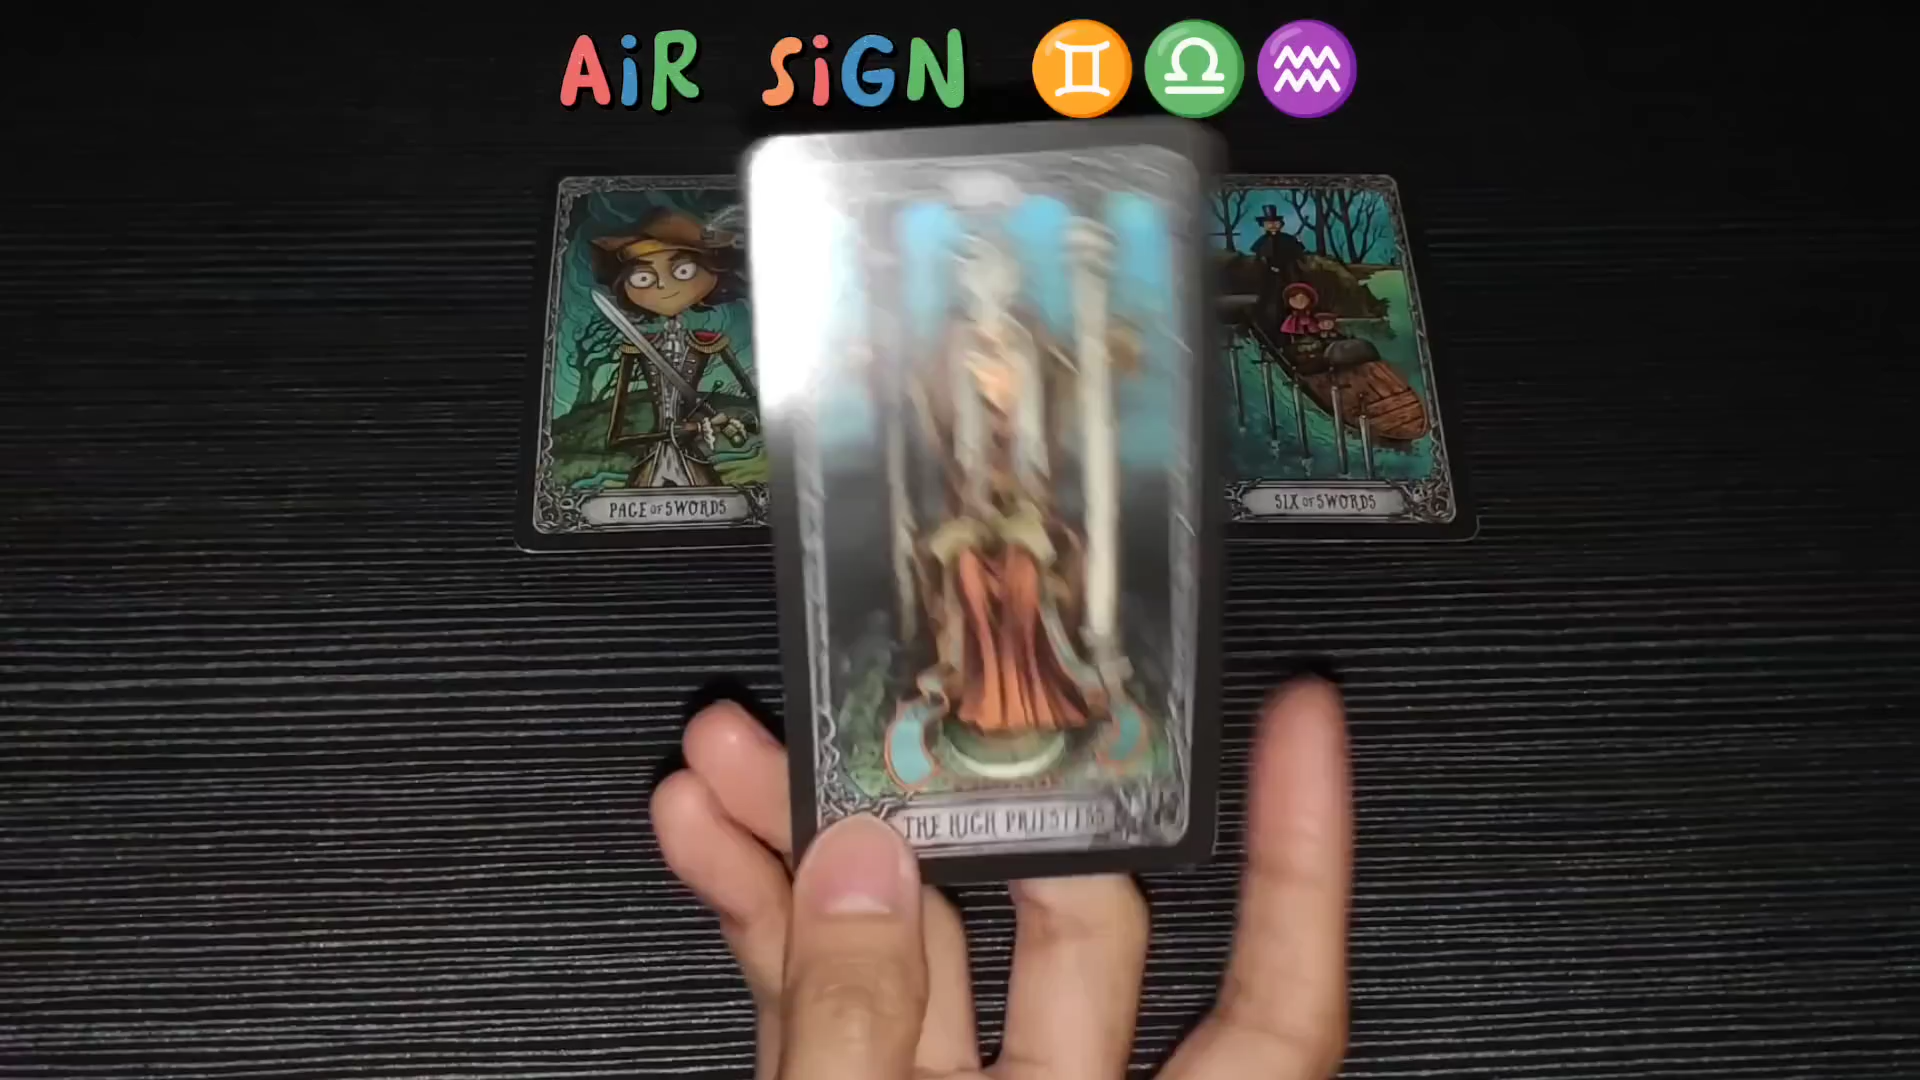 AiR SiGN ♊♎♒
PAGE OF SWORDS
SIX OF SWORDS
THE HIGH PRIESTESS